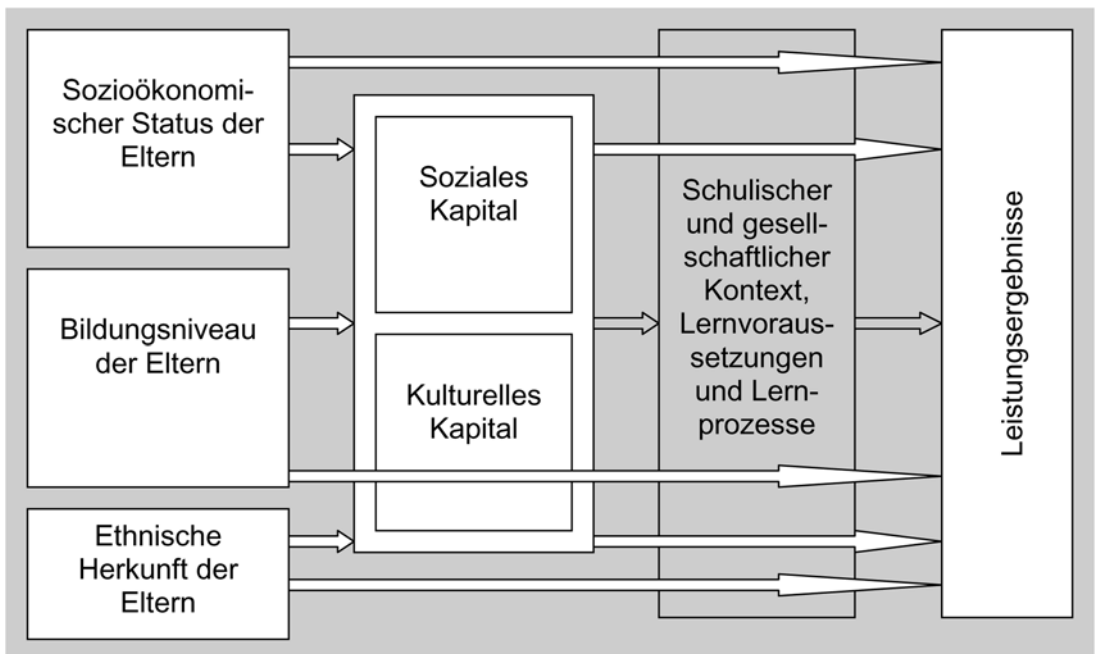 Sozioökonomi-
scher Status der
Eltern
Bildungsniveau
der Eltern
Ethnische
Herkunft der
Eltern
Soziales
Kapital
Kulturelles
Kapital
Schulischer
und gesell-
schaftlicher
Kontext,
Lernvoraus-
setzungen
und Lern-
prozesse
Leistungsergebnisse